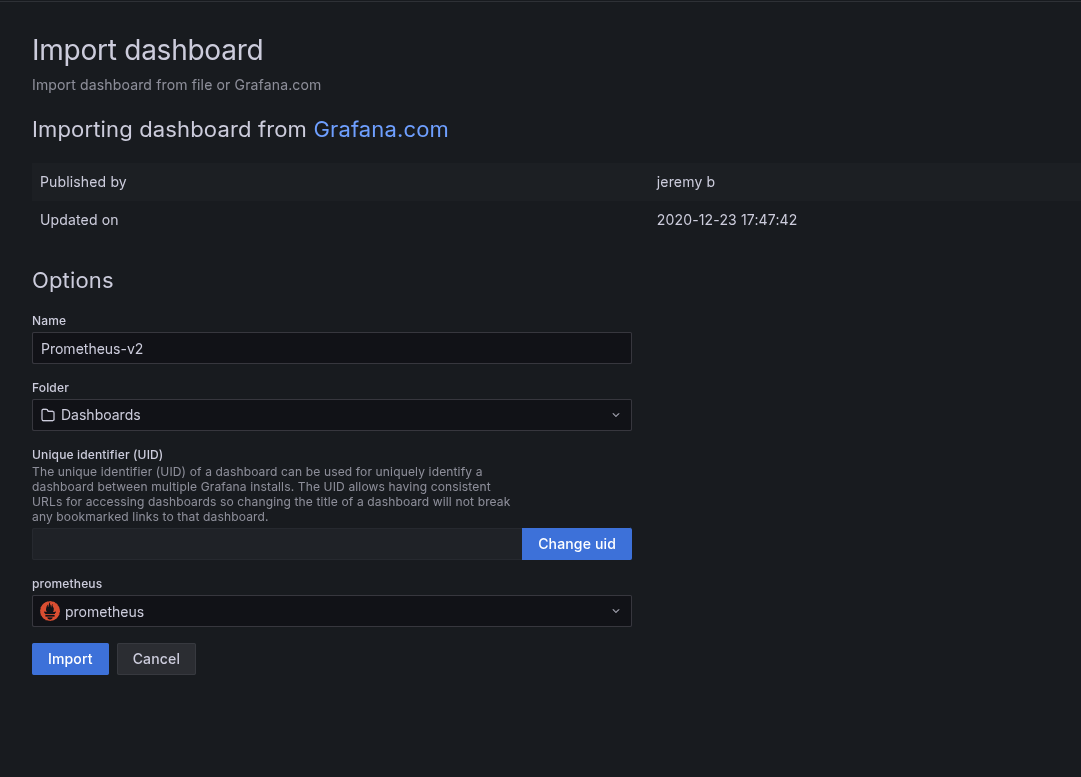 Import dashboard
Import dashboard from file or Grafana.com
Importing dashboard from Grafana.com
Published by jeremy b
Updated on 2020-12-23 17:47:42
Options
Name
Prometheus-v2
Folder
Dashboards
Unique identifier (UID)
The unique identifier (UID) of a dashboard can be used for uniquely identify a
dashboard between multiple Grafana installs. The UID allows having consistent
URLs for accessing dashboards so changing the title of a dashboard will not break
any bookmarked links to that dashboard.
Change uid
prometheus
prometheus
Import Cancel